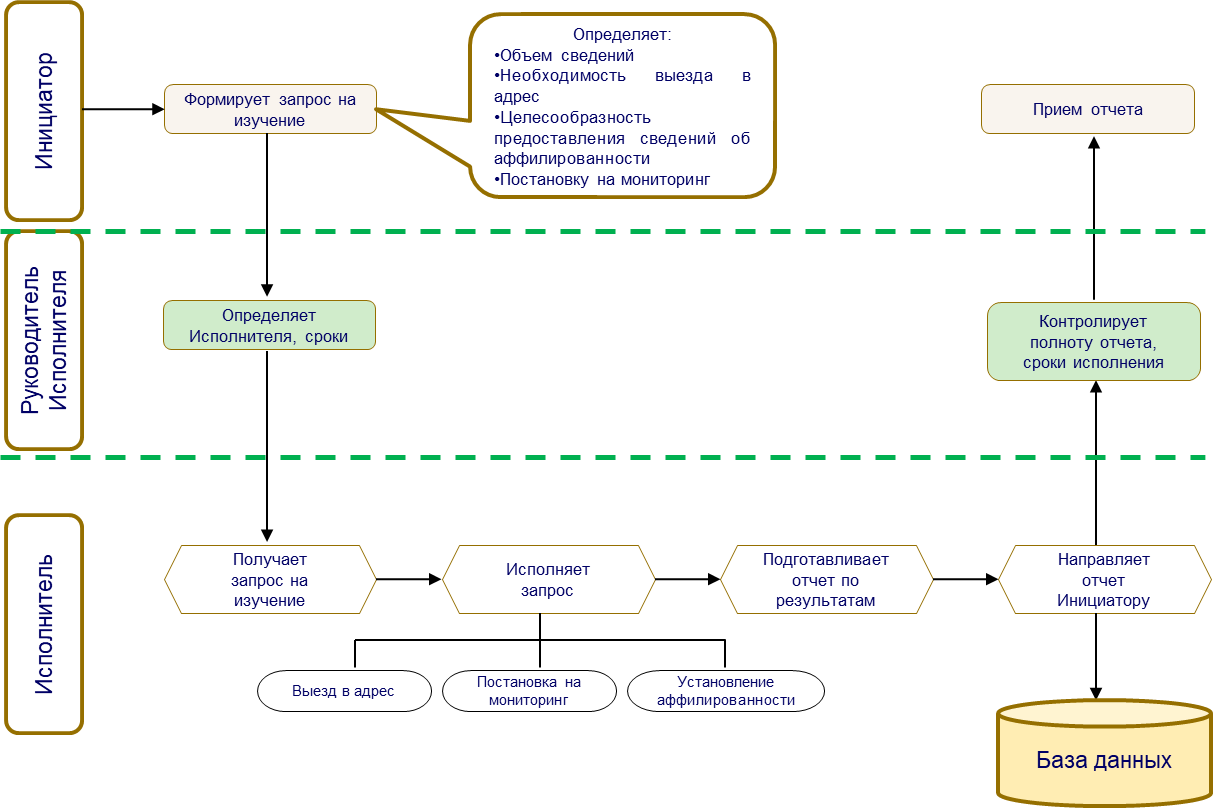 Инициатор
Формирует запрос на
изучение
Определяет:
•Объем сведений
•Необходимость выезда в
адрес
•Целесообразность
предоставления сведений об
аффилированности
•Постановку на мониторинг
Прием отчета
Руководитель
Исполнителя
Определяет
Исполнителя, сроки
Контролирует
полноту отчета,
сроки исполнения
Исполнитель
Получает
запрос на
изучение
Исполняет
запрос
Подготавливает
отчет по
результатам
Направляет
отчет
Инициатору
Выезд в адрес
Постановка на
мониторинг
Установление
аффилированности
База данных